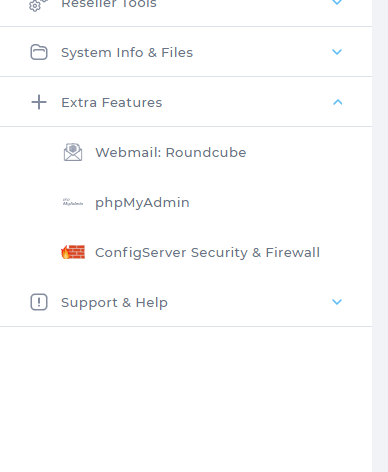 Reseller Tools
System Info & Files
Extra Features
Webmail: Roundcube
phpMyAdmin
ConfigServer Security & Firewall
Support & Help